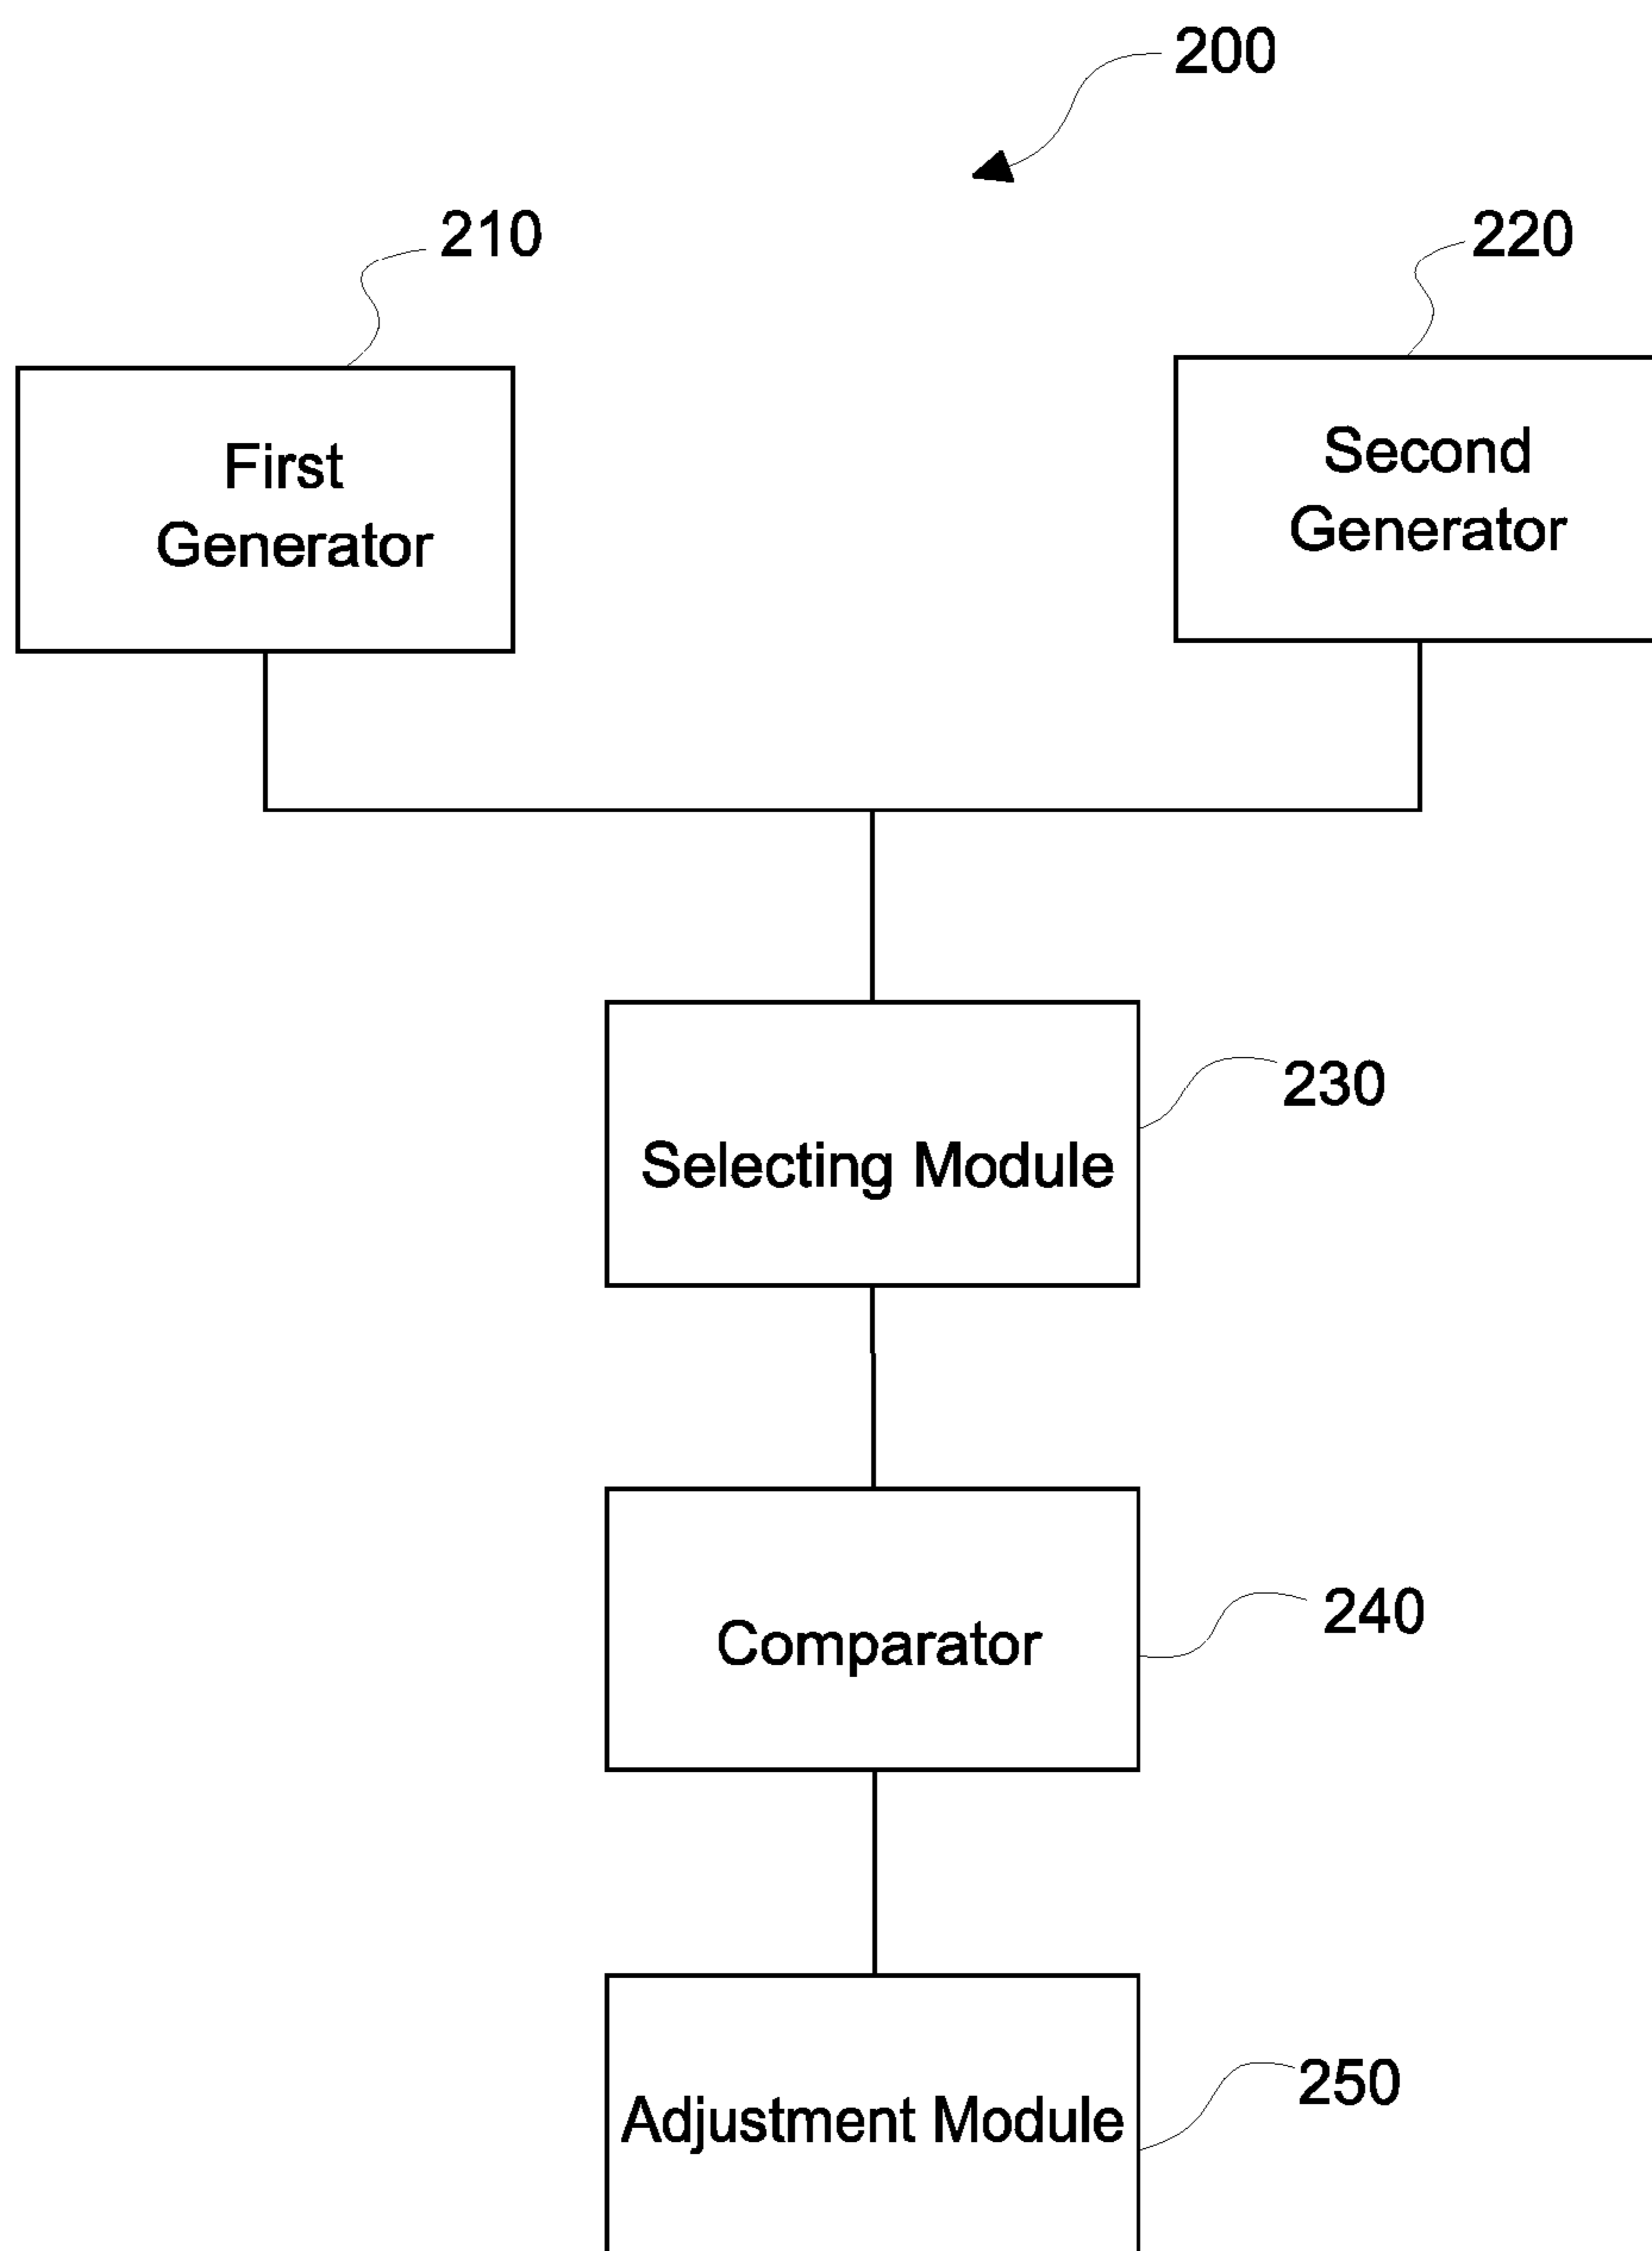 200
210
220
First
Generator
Second
Generator
230
Selecting Module
240
Comparator
250
Adjustment Module